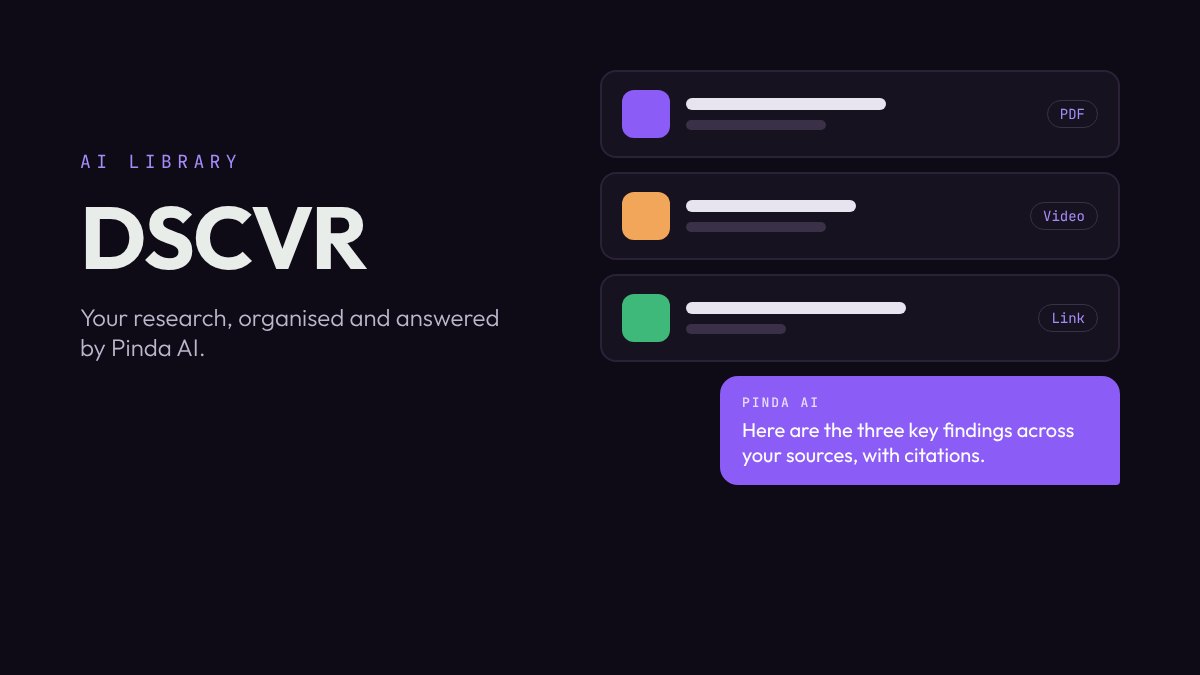 AI LIBRARY
DSCVR
Your research, organised and answered
by Pinda AI.
PDF
Video
Link
PINDA AI
Here are the three key findings across
your sources, with citations.